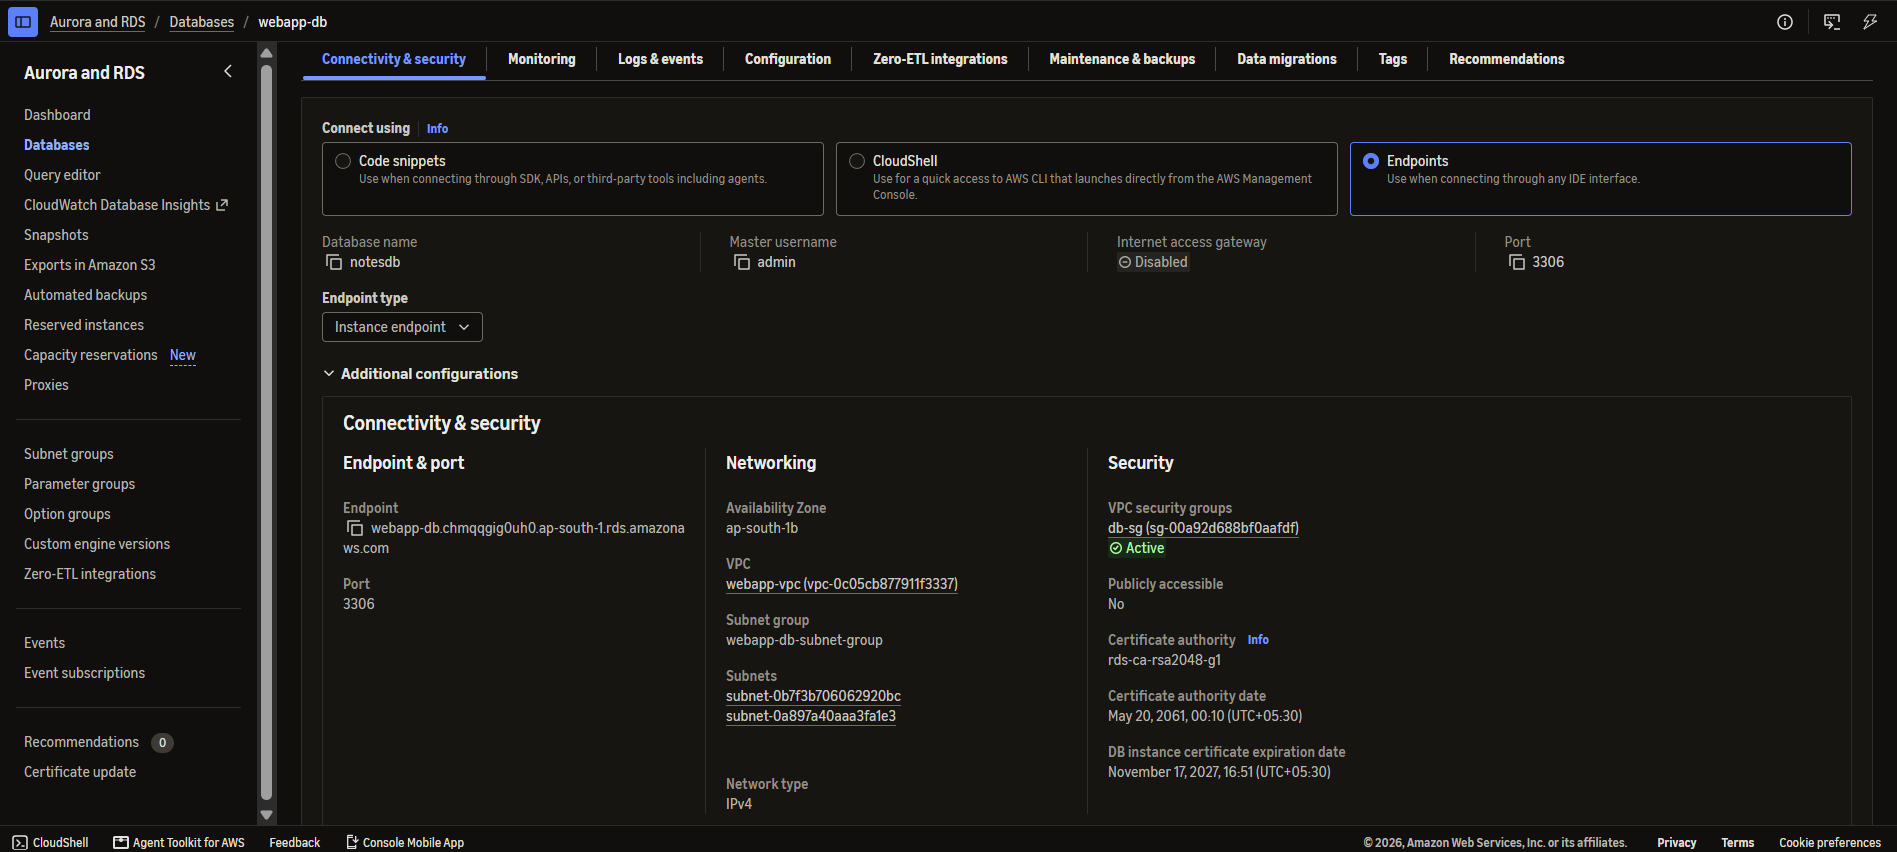 Aurora and RDS / Databases / webapp-db
Aurora and RDS
Dashboard
Databases
Query editor
CloudWatch Database Insights
Snapshots
Exports in Amazon S3
Automated backups
Reserved instances
Capacity reservations New
Proxies
Subnet groups
Parameter groups
Option groups
Custom engine versions
Zero-ETL integrations
Events
Event subscriptions
Recommendations 0
Certificate update
Connectivity & security
Monitoring
Logs & events
Configuration
Zero-ETL integrations
Maintenance & backups
Data migrations
Tags
Recommendations
Connect using Info
Code snippets
Use when connecting through SDK, APIs, or third-party tools including agents.
CloudShell
Use for a quick access to AWS CLI that launches directly from the AWS Management
Console.
Endpoints
Use when connecting through any IDE interface.
Database name
notesdb
Master username
admin
Internet access gateway
Disabled
Port
3306
Endpoint type
Instance endpoint
Additional configurations
Connectivity & security
Endpoint & port
Endpoint
webapp-db.chmqqgig0uh0.ap-south-1.rds.amazona
ws.com
Port
3306
Networking
Availability Zone
ap-south-1b
VPC
webapp-vpc (vpc-0c05cb877911f3337)
Subnet group
webapp-db-subnet-group
Subnets
subnet-0b7f3b706062920bc
subnet-0a897a40aaa3fa1e3
Network type
IPv4
Security
VPC security groups
db-sg (sg-00a92d688bf0aafdf)
Active
Publicly accessible
No
Certificate authority Info
rds-ca-rsa2048-g1
Certificate authority date
May 20, 2061, 00:10 (UTC+05:30)
DB instance certificate expiration date
November 17, 2027, 16:51 (UTC+05:30)
CloudShell
Agent Toolkit for AWS
Feedback
Console Mobile App
© 2026, Amazon Web Services, Inc. or its affiliates.
Privacy
Terms
Cookie preferences